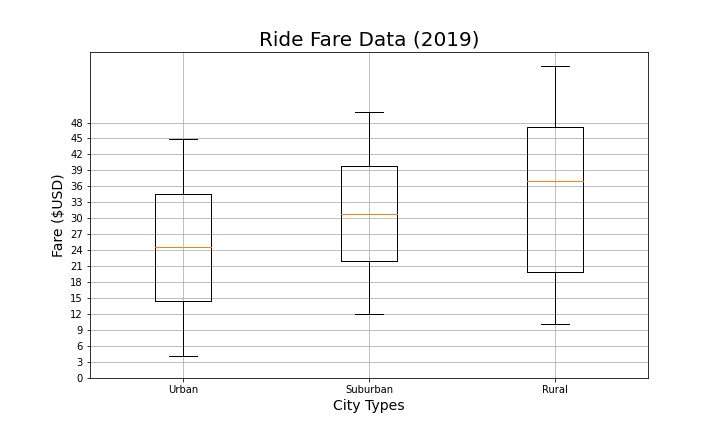 Ride Fare Data (2019)
Fare ($USD)
48
45
42
39
36
33
30
27
24
21
18
15
12
9
6
3
0
Urban
Suburban
Rural
City Types